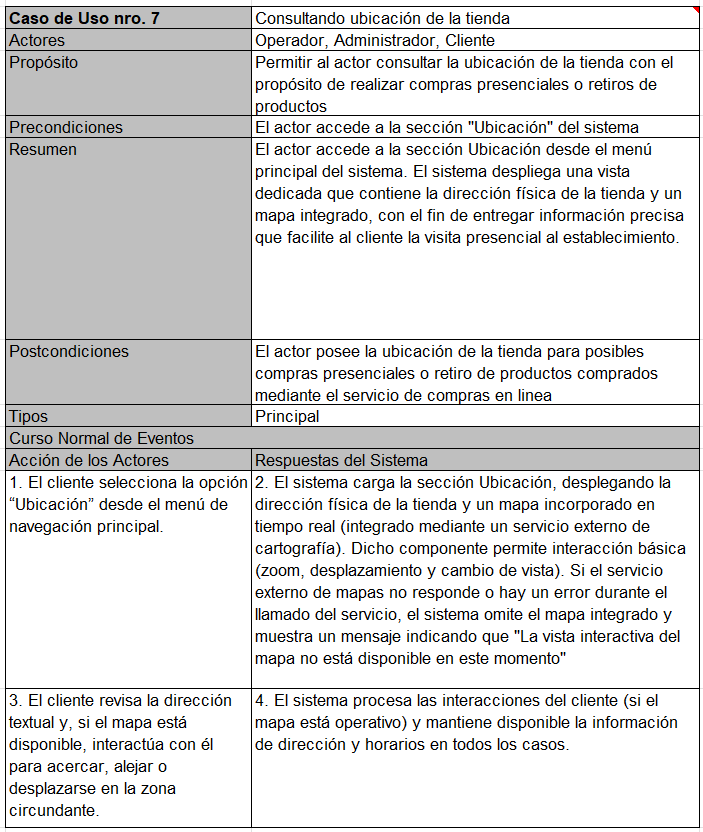 Caso de Uso nro. 7
Consultando ubicación de la tienda
Actores
Operador, Administrador, Cliente
Propósito
Permitir al actor consultar la ubicación de la tienda con el
propósito de realizar compras presenciales o retiros de
productos
Precondiciones
El actor accede a la sección "Ubicación" del sistema
Resumen
El actor accede a la sección Ubicación desde el menú
principal del sistema. El sistema despliega una vista
dedicada que contiene la dirección física de la tienda y un
mapa integrado, con el fin de entregar información precisa
que facilite al cliente la visita presencial al establecimiento.
Postcondiciones
El actor posee la ubicación de la tienda para posibles
compras presenciales o retiro de productos comprados
mediante el servicio de compras en linea
Tipos
Principal
Curso Normal de Eventos
Acción de los Actores
Respuestas del Sistema
1. El cliente selecciona la opción
“Ubicación” desde el menú de
navegación principal.
2. El sistema carga la sección Ubicación, desplegando la
dirección física de la tienda y un mapa incorporado en
tiempo real (integrado mediante un servicio externo de
cartografía). Dicho componente permite interacción básica
(zoom, desplazamiento y cambio de vista). Si el servicio
externo de mapas no responde o hay un error durante el
llamado del servicio, el sistema omite el mapa integrado y
muestra un mensaje indicando que "La vista interactiva del
mapa no está disponible en este momento"
3. El cliente revisa la dirección
textual y, si el mapa está
disponible, interactúa con él
para acercar, alejar o
desplazarse en la zona
circundante.
4. El sistema procesa las interacciones del cliente (si el
mapa está operativo) y mantiene disponible la información
de dirección y horarios en todos los casos.